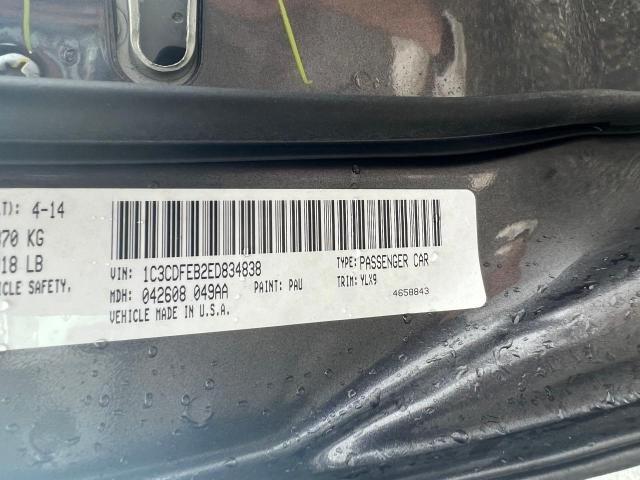 T): 4-14
70 KG
18 LB
ICLE SAFETY,
VIN: 1C3CDFEB2ED834838 TYPE: PASSENGER CAR
MDH: 042608 049AA PAINT: PAU TRIM: YLX9
VEHICLE MADE IN U.S.A. 4658843